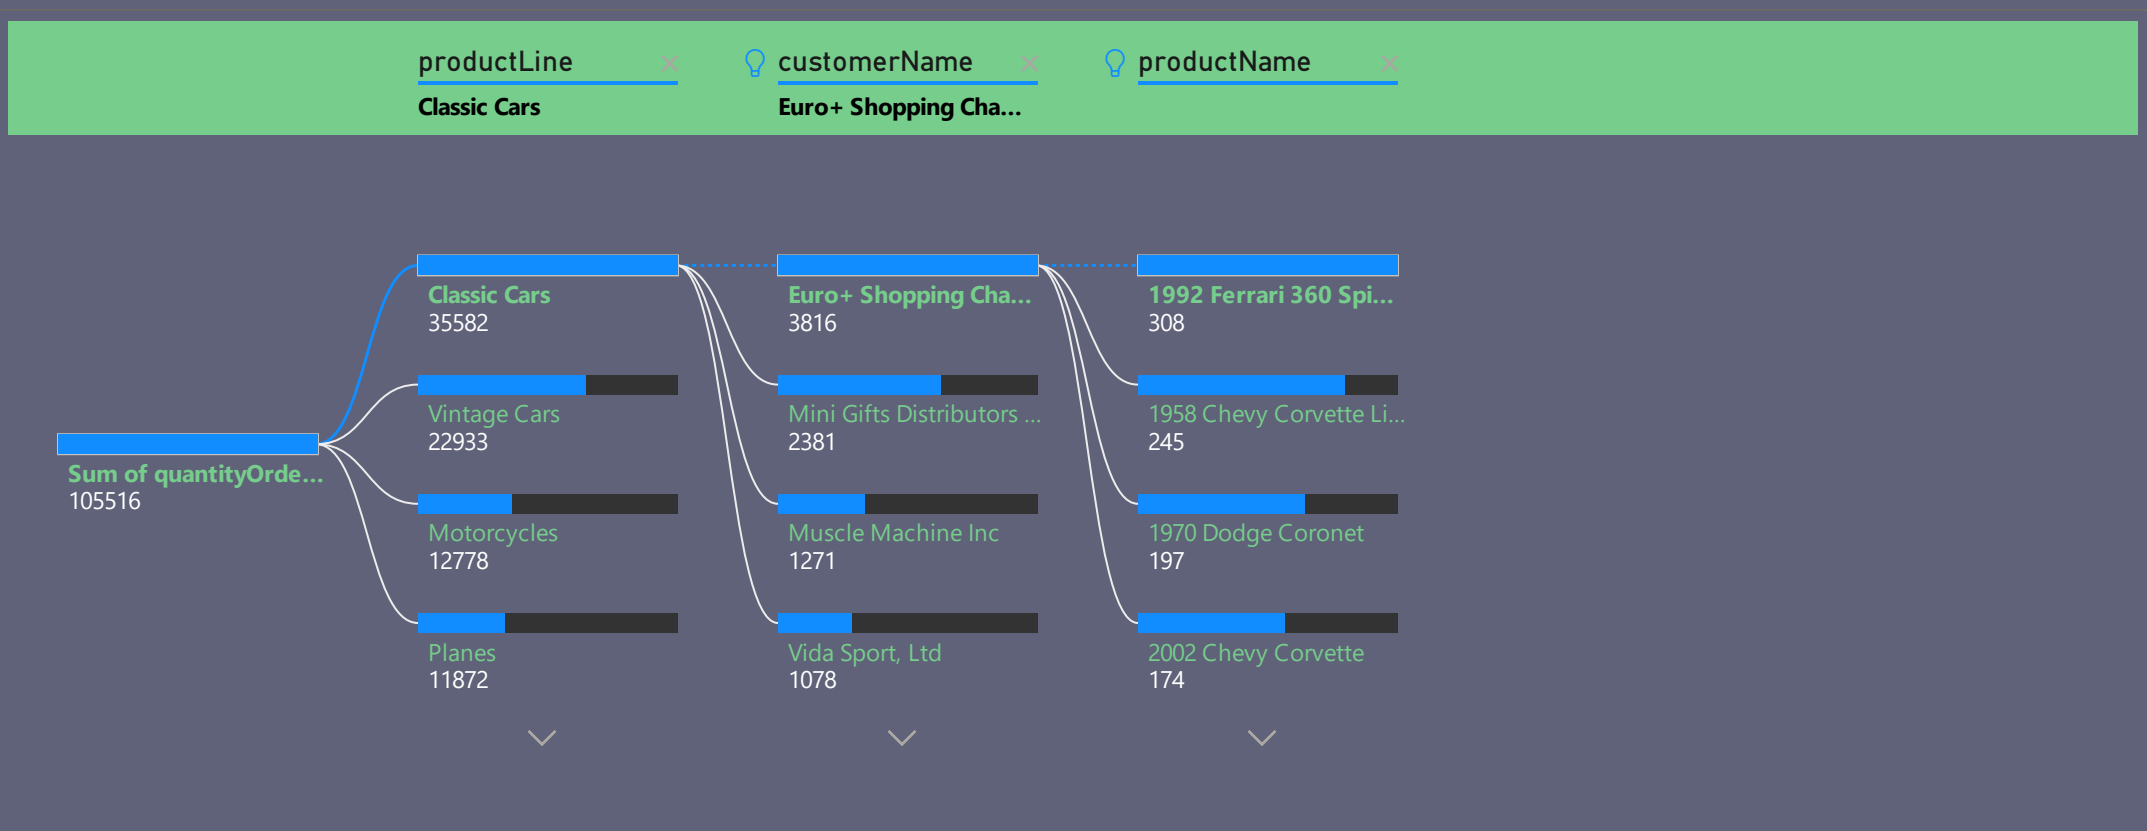 productLine
customerName
productName
Classic Cars
Euro+ Shopping Cha...
Sum of quantityOrde...
105516
Classic Cars
35582
Vintage Cars
22933
Motorcycles
12778
Planes
11872
Euro+ Shopping Cha...
3816
Mini Gifts Distributors ...
2381
Muscle Machine Inc
1271
Vida Sport, Ltd
1078
1992 Ferrari 360 Spi...
308
1958 Chevy Corvette Li...
245
1970 Dodge Coronet
197
2002 Chevy Corvette
174